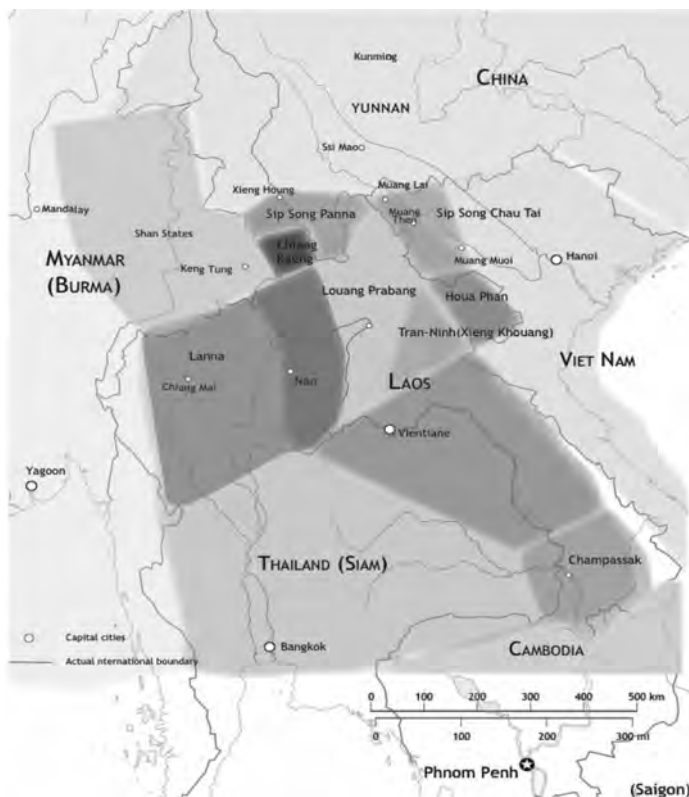 Kunming
CHINA
YUNNAN
Ssi Mao
Xieng Houng
Muang Lai
Sip Song Panna
Muang Then
Sip Song Chau Tai
Mandalay
Shan States
Chiang Kaeng
Keng Tung
Muang Muoi
Hanoi
MYANMAR
(BURMA)
Louang Prabang
Houa Phan
Tran-Ninh(Xieng Khouang)
Lanna
VIET NAM
Chiang Mai
Nan
LAOS
Vientiane
Yagoon
Champassak
THAILAND (SIAM)
Capital cities
Bangkok
CAMBODIA
Actual nternational boundary
0 100 200 300 400 500 km
0 100 200 300 mi
Phnom Penh
(Saigon)